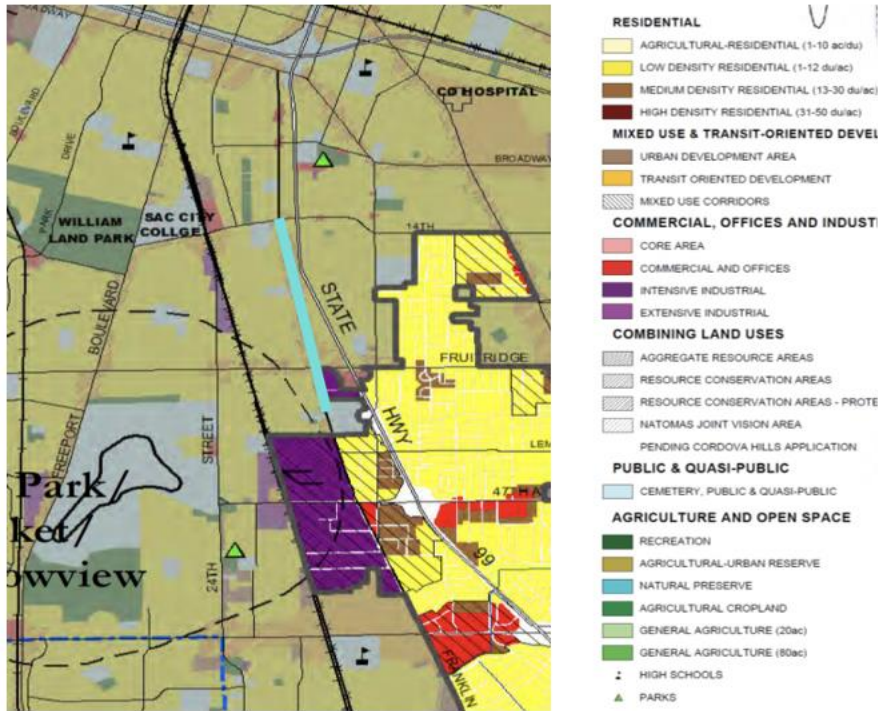 BROADWAY
BOULEVARD
DRIVE
CO HOSPITAL
BROADWAY
PARK
WILLIAM
LAND PARK
SAC CITY
COLLGE
14TH
STATE
BOULEVARD
FRUITRIDGE
HWY
STREET
FREEPORT
LEM
Park
47TH A
ket
owview
24TH
99
FRANKLIN
RESIDENTIAL
AGRICULTURAL-RESIDENTIAL (1-10 ac/du)
LOW DENSITY RESIDENTIAL (1-12 du/ac)
MEDIUM DENSITY RESIDENTIAL (13-30 du/ac)
HIGH DENSITY RESIDENTIAL (31-50 du/ac)
MIXED USE & TRANSIT-ORIENTED DEVEL
URBAN DEVELOPMENT AREA
TRANSIT ORIENTED DEVELOPMENT
MIXED USE CORRIDORS
COMMERCIAL, OFFICES AND INDUSTI
CORE AREA
COMMERCIAL AND OFFICES
INTENSIVE INDUSTRIAL
EXTENSIVE INDUSTRIAL
COMBINING LAND USES
AGGREGATE RESOURCE AREAS
RESOURCE CONSERVATION AREAS
RESOURCE CONSERVATION AREAS - PROTE
NATOMAS JOINT VISION AREA
PENDING CORDOVA HILLS APPLICATION
PUBLIC & QUASI-PUBLIC
CEMETERY, PUBLIC & QUASI-PUBLIC
AGRICULTURE AND OPEN SPACE
RECREATION
AGRICULTURAL-URBAN RESERVE
NATURAL PRESERVE
AGRICULTURAL CROPLAND
GENERAL AGRICULTURE (20ac)
GENERAL AGRICULTURE (80ac)
HIGH SCHOOLS
PARKS